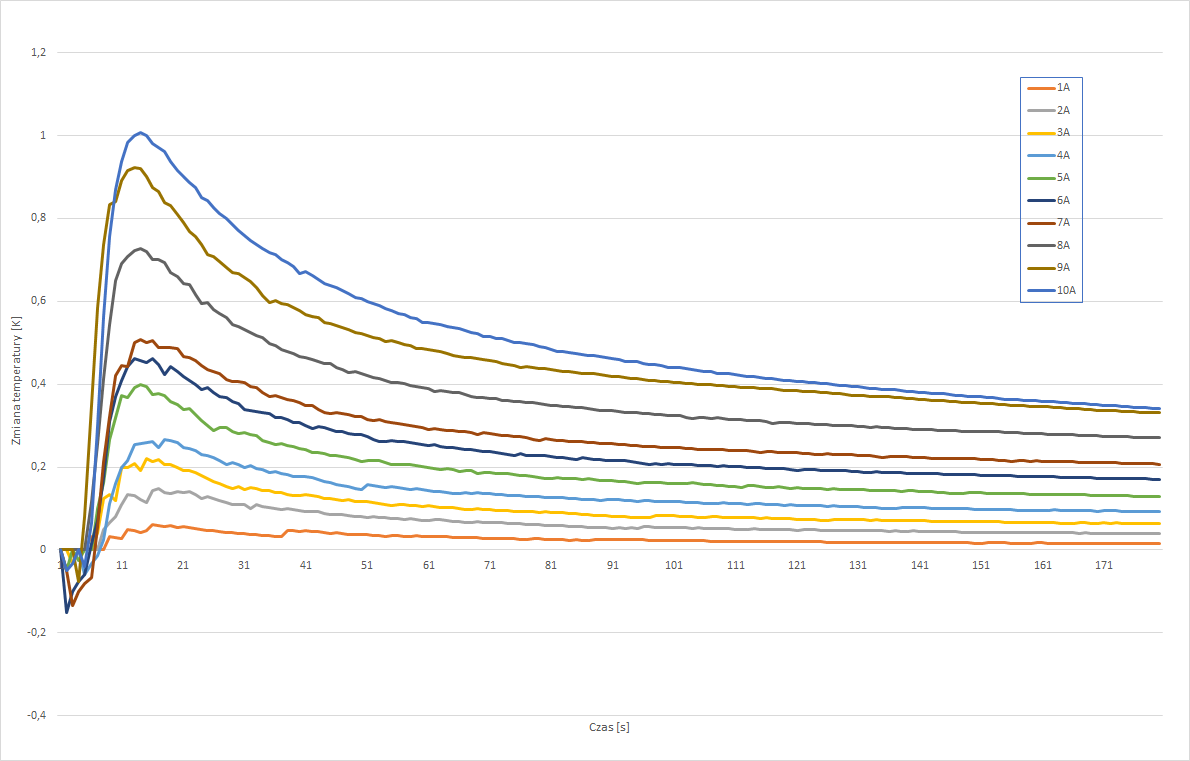 1,2
1
0,8
0,6
0,4
0,2
0
-0,2
-0,4
Zmiana temperatury [K]
1 11 21 31 41 51 61 71 81 91 101 111 121 131 141 151 161 171
Czas [s]
1A
2A
3A
4A
5A
6A
7A
8A
9A
10A